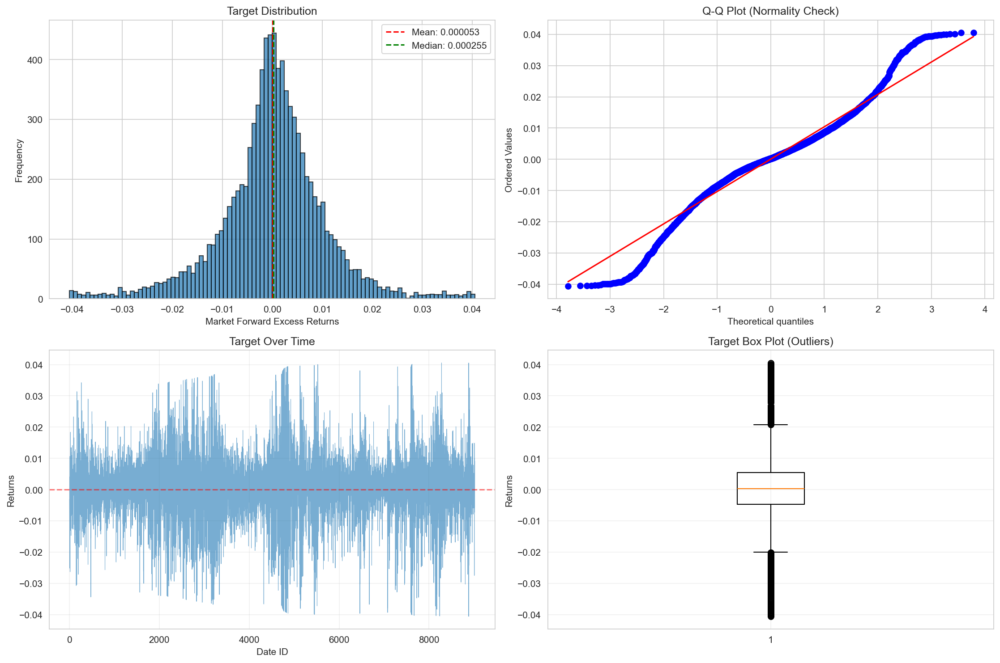 Target Distribution
Mean: 0.000053
Median: 0.000255
Frequency
400
300
200
100
0
−0.04 −0.03 −0.02 −0.01 0.00 0.01 0.02 0.03 0.04
Market Forward Excess Returns
Q-Q Plot (Normality Check)
Ordered Values
0.04
0.03
0.02
0.01
0.00
−0.01
−0.02
−0.03
−0.04
−4 −3 −2 −1 0 1 2 3 4
Theoretical quantiles
Target Over Time
Returns
0.04
0.03
0.02
0.01
0.00
−0.01
−0.02
−0.03
−0.04
0 2000 4000 6000 8000
Date ID
Target Box Plot (Outliers)
Returns
0.04
0.03
0.02
0.01
0.00
−0.01
−0.02
−0.03
−0.04
1